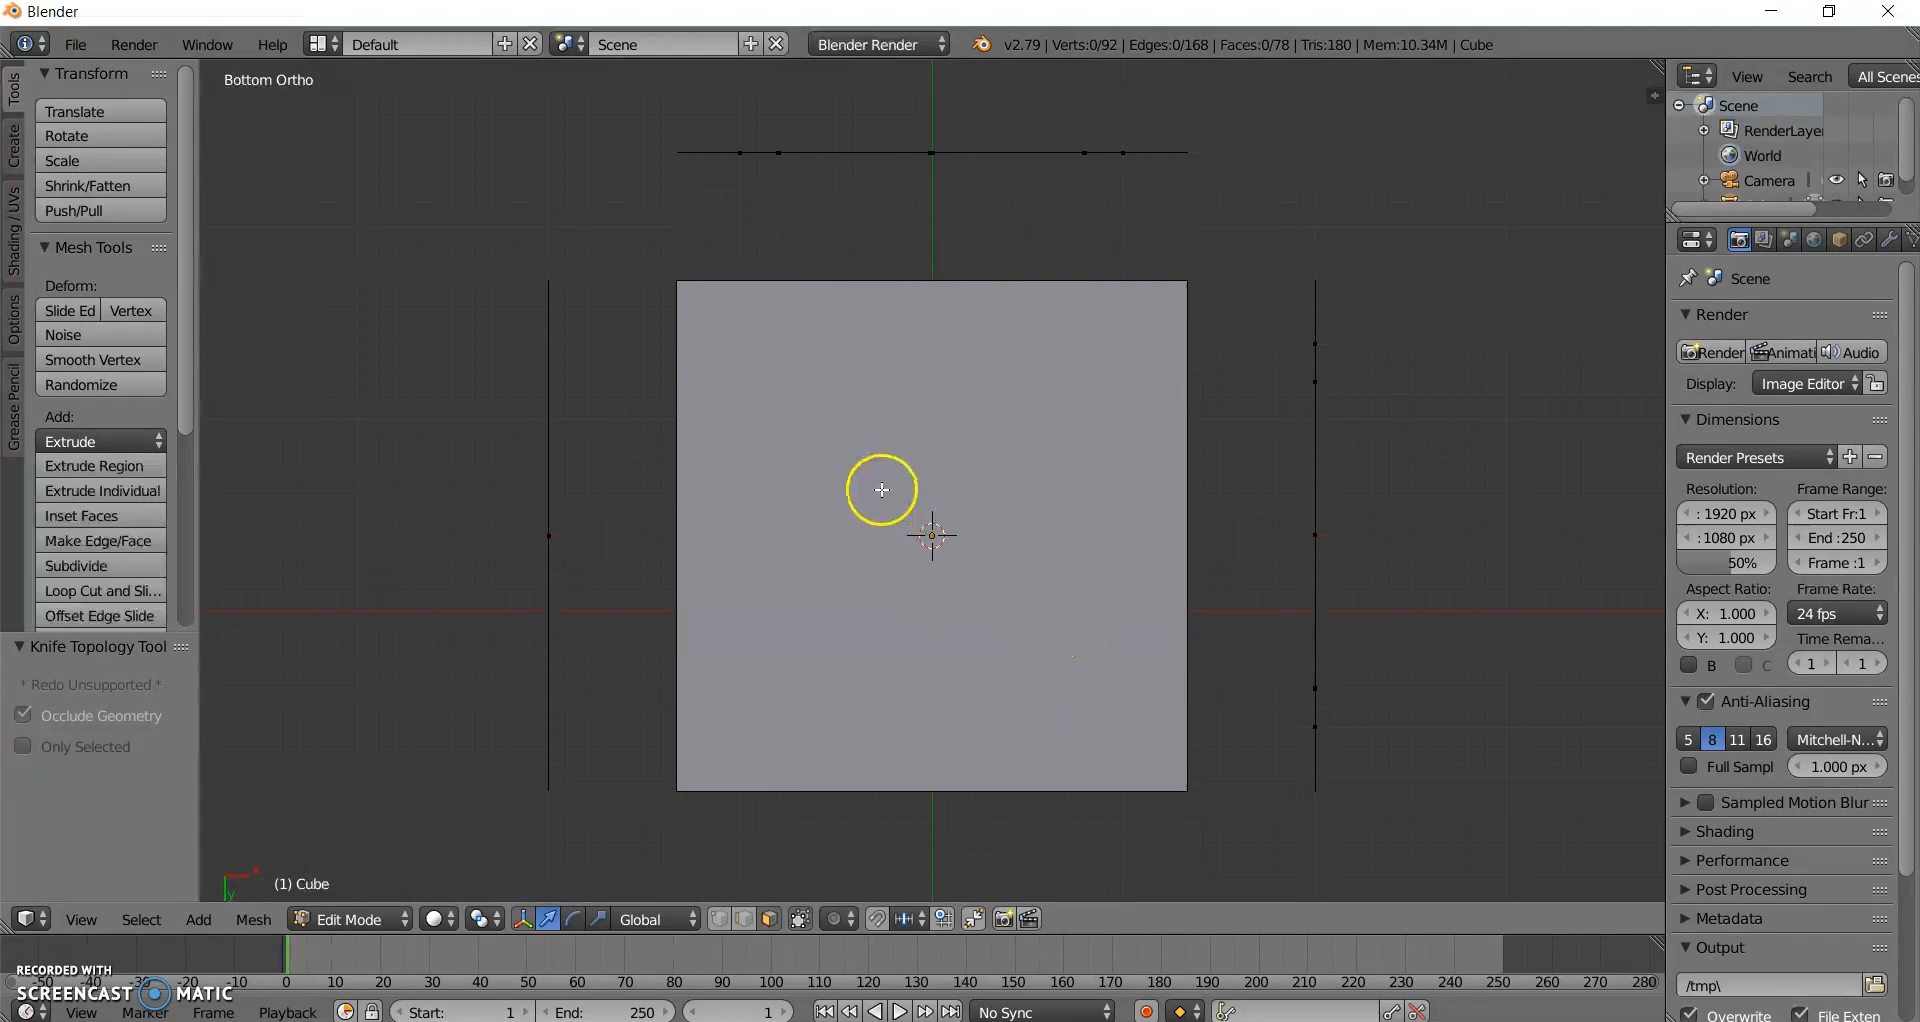 Blender
File Render Window Help Default Scene Blender Render v2.79 | Verts:0/92 | Edges:0/168 | Faces:0/78 | Tris:180 | Mem:10.34M | Cube
Tools
Create
Shading / UVs
Options
Grease Pencil
Transform
Translate
Rotate
Scale
Shrink/Fatten
Push/Pull
Mesh Tools
Deform:
Slide Ed Vertex
Noise
Smooth Vertex
Randomize
Add:
Extrude
Extrude Region
Extrude Individual
Inset Faces
Make Edge/Face
Subdivide
Loop Cut and Sli...
Offset Edge Slide
Knife Topology Tool
* Redo Unsupported *
Occlude Geometry
Only Selected
Bottom Ortho
x
y
(1) Cube
View Search All Scenes
Scene
RenderLaye
World
Camera
Scene
Render
Render Animati Audio
Display: Image Editor
Dimensions
Render Presets
Resolution: Frame Range:
: 1920 px Start Fr:1
:1080 px End :250
50% Frame :1
Aspect Ratio: Frame Rate:
X: 1.000 24 fps
Y: 1.000 Time Rema...
B C 1 1
Anti-Aliasing
5 8 11 16 Mitchell-N...
Full Sampl 1.000 px
Sampled Motion Blur
Shading
Performance
Post Processing
Metadata
Output
/tmp\
Overwrite File Exten
View Select Add Mesh Edit Mode Global
-50 -40 -30 -20 -10 0 10 20 30 40 50 60 70 80 90 100 110 120 130 140 150 160 170 180 190 200 210 220 230 240 250 260 270 280
RECORDED WITH
SCREENCAST MATIC
View Marker Frame Playback Start: 1 End: 250 1 No Sync